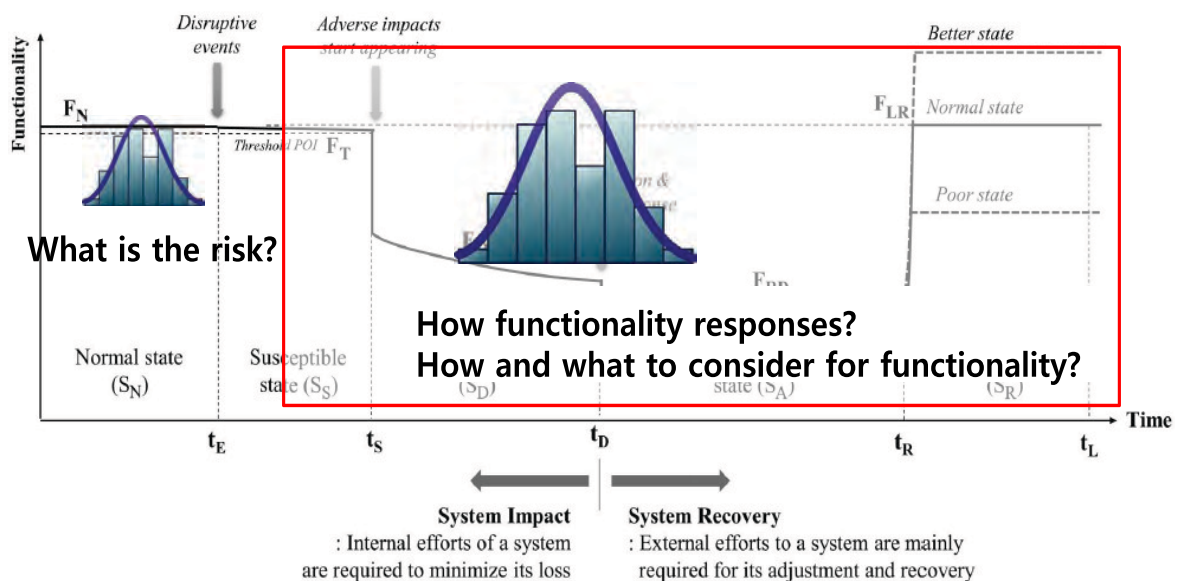 Disruptive
events
Adverse impacts
start appearing
Better state
Functionality
F_N
F_LR
Normal state
Threshold POI
F_T
on &
Poor state
What is the risk?
How functionality responses?
How and what to consider for functionality?
Normal state
(S_N)
Susceptible
state (S_S)
(S_D)
state (S_A)
(S_R)
Time
t_E
t_S
t_D
t_R
t_L
System Impact
: Internal efforts of a system
are required to minimize its loss
System Recovery
: External efforts to a system are mainly
required for its adjustment and recovery